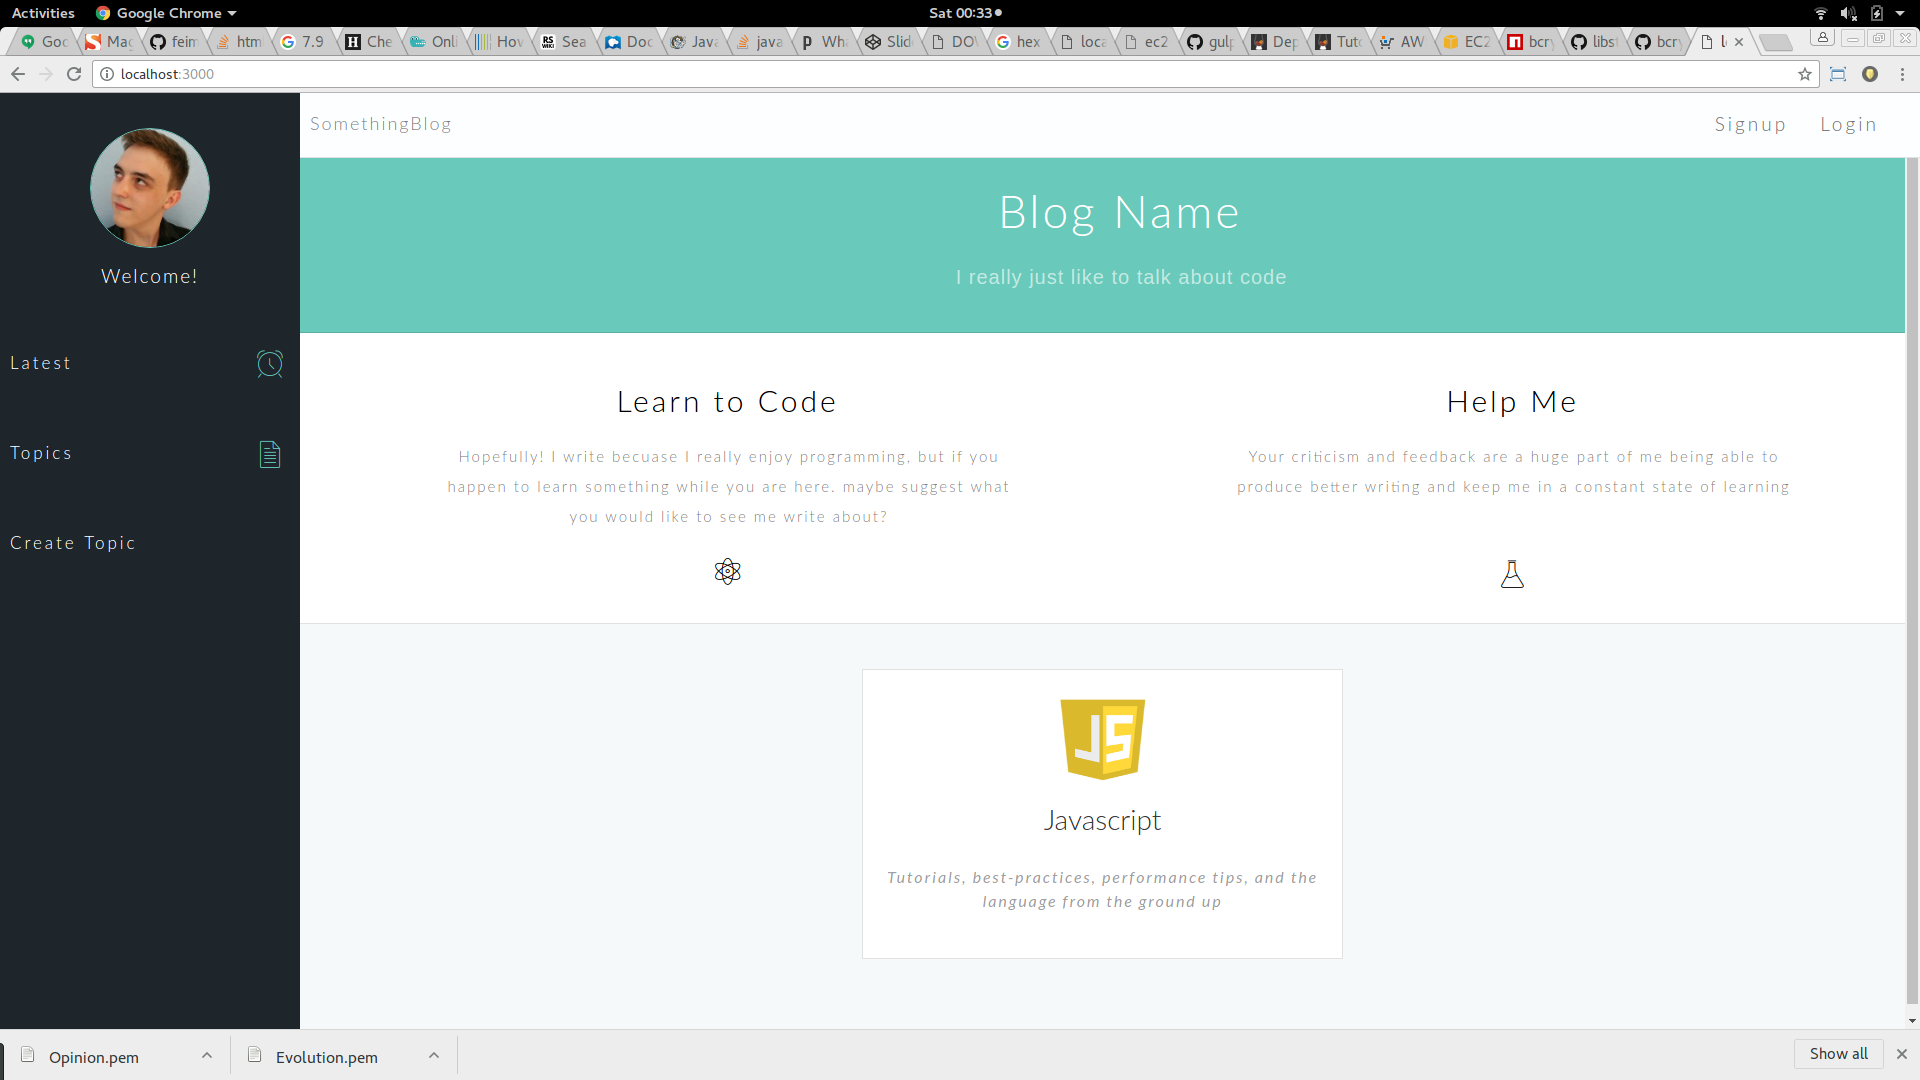 Activities Google Chrome Sat 00:33
Goo Mag feim htm 7.9 Che Onli How Sea Doc Java java Wha Slid DOV hex loca ec2 gulp Dep Tuto AW EC2 bcry libst bcry
localhost:3000
SomethingBlog Signup Login
Welcome!
Latest
Topics
Create Topic
Blog Name
I really just like to talk about code
Learn to Code
Hopefully! I write becuase I really enjoy programming, but if you
happen to learn something while you are here. maybe suggest what
you would like to see me write about?
Help Me
Your criticism and feedback are a huge part of me being able to
produce better writing and keep me in a constant state of learning
JS
Javascript
Tutorials, best-practices, performance tips, and the
language from the ground up
Opinion.pem Evolution.pem Show all